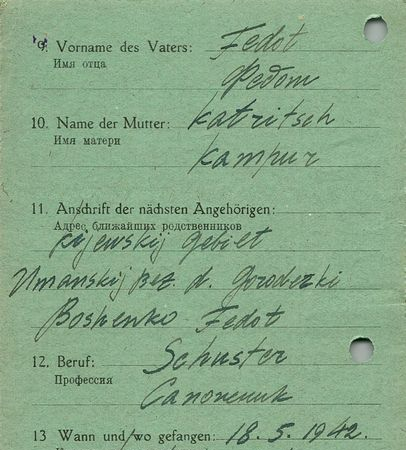 9. Vorname des Vaters: Fedot
Имя отца Федот
10. Name der Mutter: Katritsch
Имя матери
11. Anschrift der nächsten Angehörigen:
Адрес ближайших родственников
Kijewskij Gebiet
Umanskij Bez. d. Gorodezki
Boshenko Fedot
12. Beruf: Schuster
Профессия Сапожник
13 Wann und/wo gefangen: 18. 5. 1942.